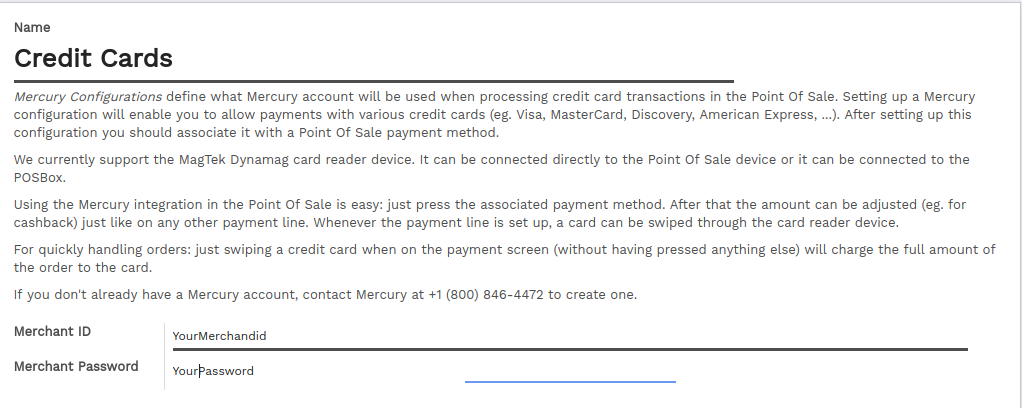 Name
Credit Cards
Mercury Configurations define what Mercury account will be used when processing credit card transactions in the Point Of Sale. Setting up a Mercury
configuration will enable you to allow payments with various credit cards (eg. Visa, MasterCard, Discovery, American Express, ...). After setting up this
configuration you should associate it with a Point Of Sale payment method.
We currently support the MagTek Dynamag card reader device. It can be connected directly to the Point Of Sale device or it can be connected to the
POSBox.
Using the Mercury integration in the Point Of Sale is easy: just press the associated payment method. After that the amount can be adjusted (eg. for
cashback) just like on any other payment line. Whenever the payment line is set up, a card can be swiped through the card reader device.
For quickly handling orders: just swiping a credit card when on the payment screen (without having pressed anything else) will charge the full amount of
the order to the card.
If you don't already have a Mercury account, contact Mercury at +1 (800) 846-4472 to create one.
Merchant ID
YourMerchandid
Merchant Password
YourPassword